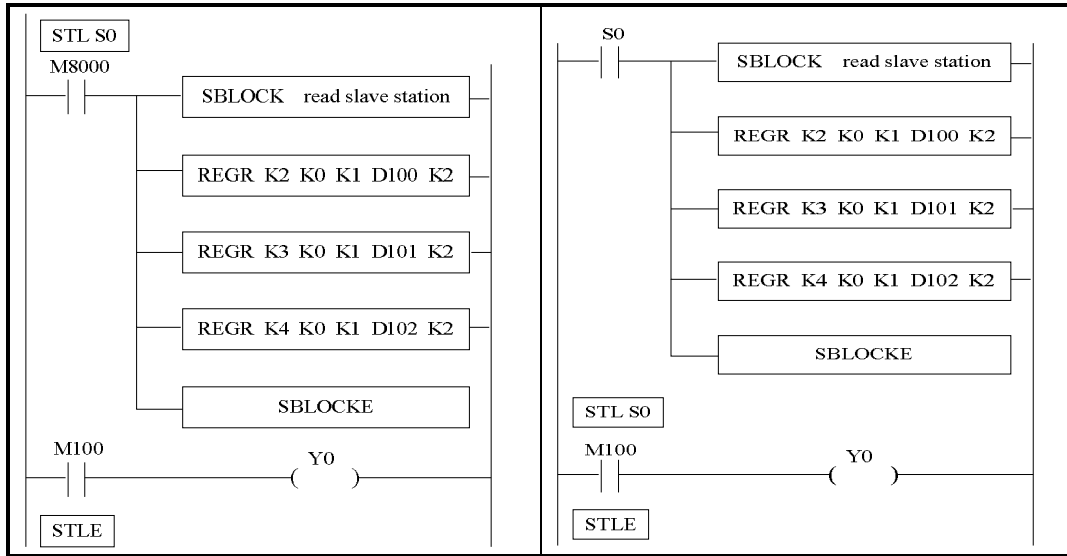 STL S0
M8000
SBLOCK read slave station
REGR K2 K0 K1 D100 K2
REGR K3 K0 K1 D101 K2
REGR K4 K0 K1 D102 K2
SBLOCKE
M100
Y0
STLE
S0
SBLOCK read slave station
REGR K2 K0 K1 D100 K2
REGR K3 K0 K1 D101 K2
REGR K4 K0 K1 D102 K2
SBLOCKE
STL S0
M100
Y0
STLE